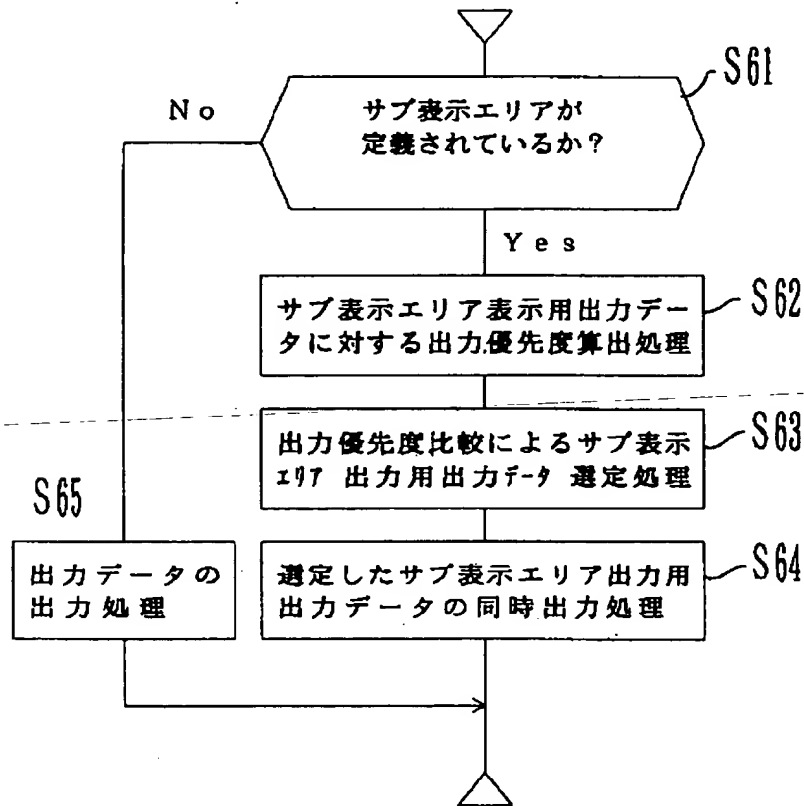 S61
サブ表示エリアが
定義されているか？
No
Yes
S62
サブ表示エリア表示用出力デー
タに対する出力優先度算出処理
S63
出力優先度比較によるサブ表示
ｴﾘｱ 出力用出力ﾃﾞｰﾀ 選定処理
S65
出力データの
出力処理
S64
選定したサブ表示エリア出力用
出力データの同時出力処理